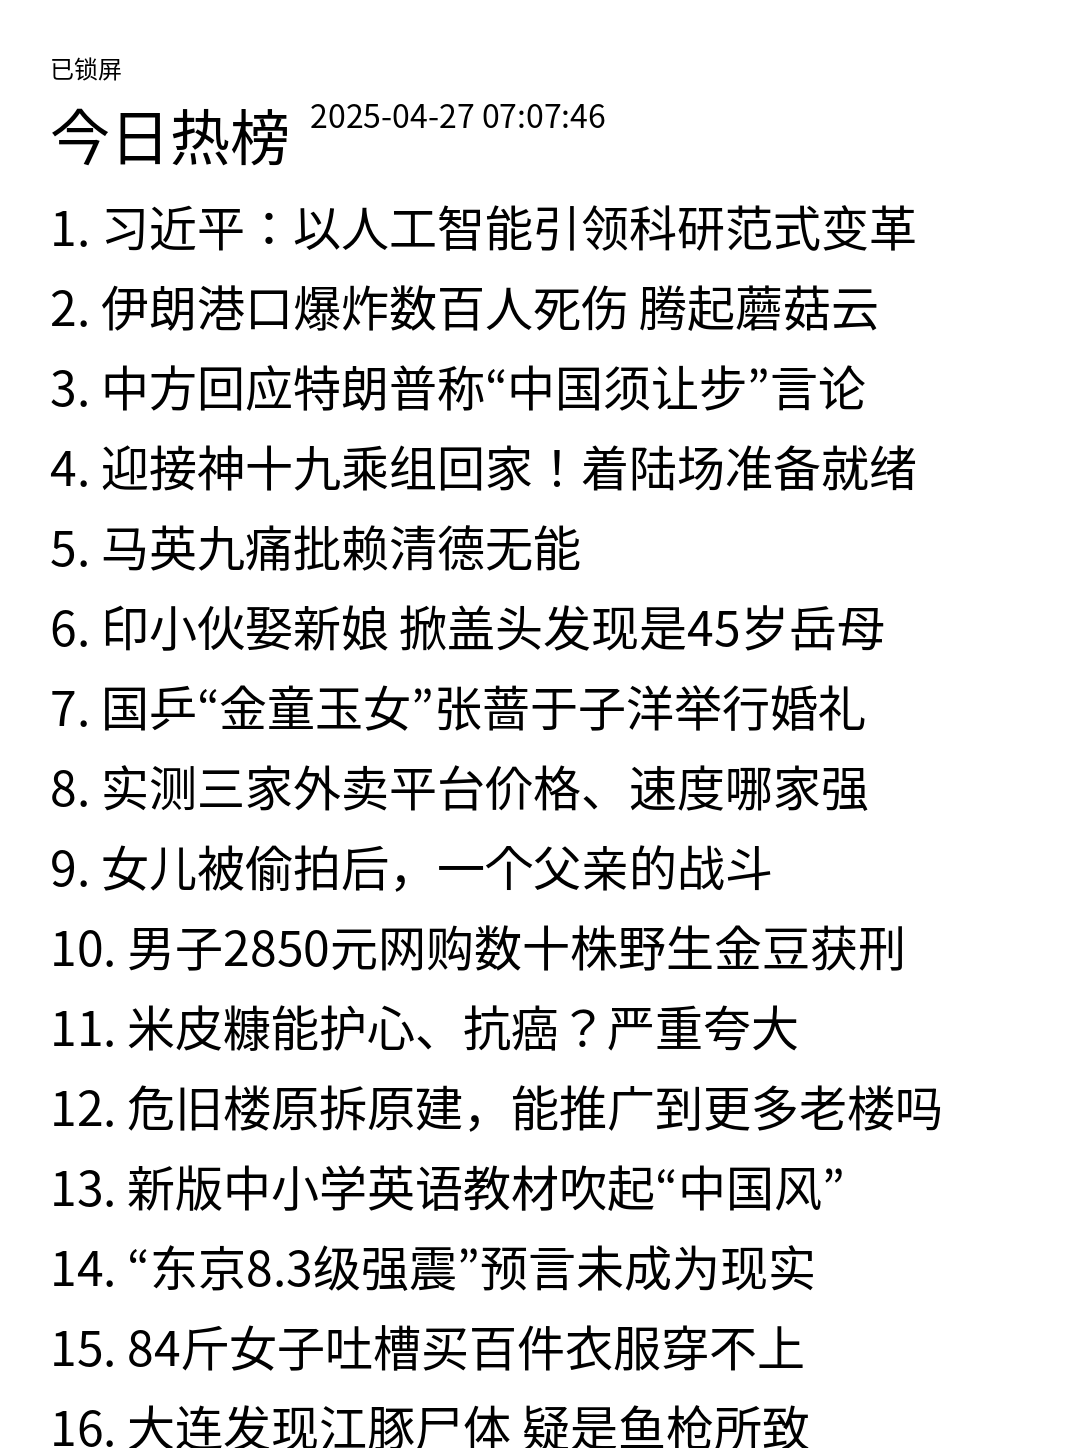 已锁屏
今日热榜 2025-04-27 07:07:46
1. 习近平：以人工智能引领科研范式变革
2. 伊朗港口爆炸数百人死伤 腾起蘑菇云
3. 中方回应特朗普称“中国须让步”言论
4. 迎接神十九乘组回家！着陆场准备就绪
5. 马英九痛批赖清德无能
6. 印小伙娶新娘 掀盖头发现是45岁岳母
7. 国乒“金童玉女”张蔷于子洋举行婚礼
8. 实测三家外卖平台价格、速度哪家强
9. 女儿被偷拍后，一个父亲的战斗
10. 男子2850元网购数十株野生金豆获刑
11. 米皮糠能护心、抗癌？严重夸大
12. 危旧楼原拆原建，能推广到更多老楼吗
13. 新版中小学英语教材吹起“中国风”
14. “东京8.3级强震”预言未成为现实
15. 84斤女子吐槽买百件衣服穿不上
16. 大连发现江豚尸体 疑是鱼枪所致